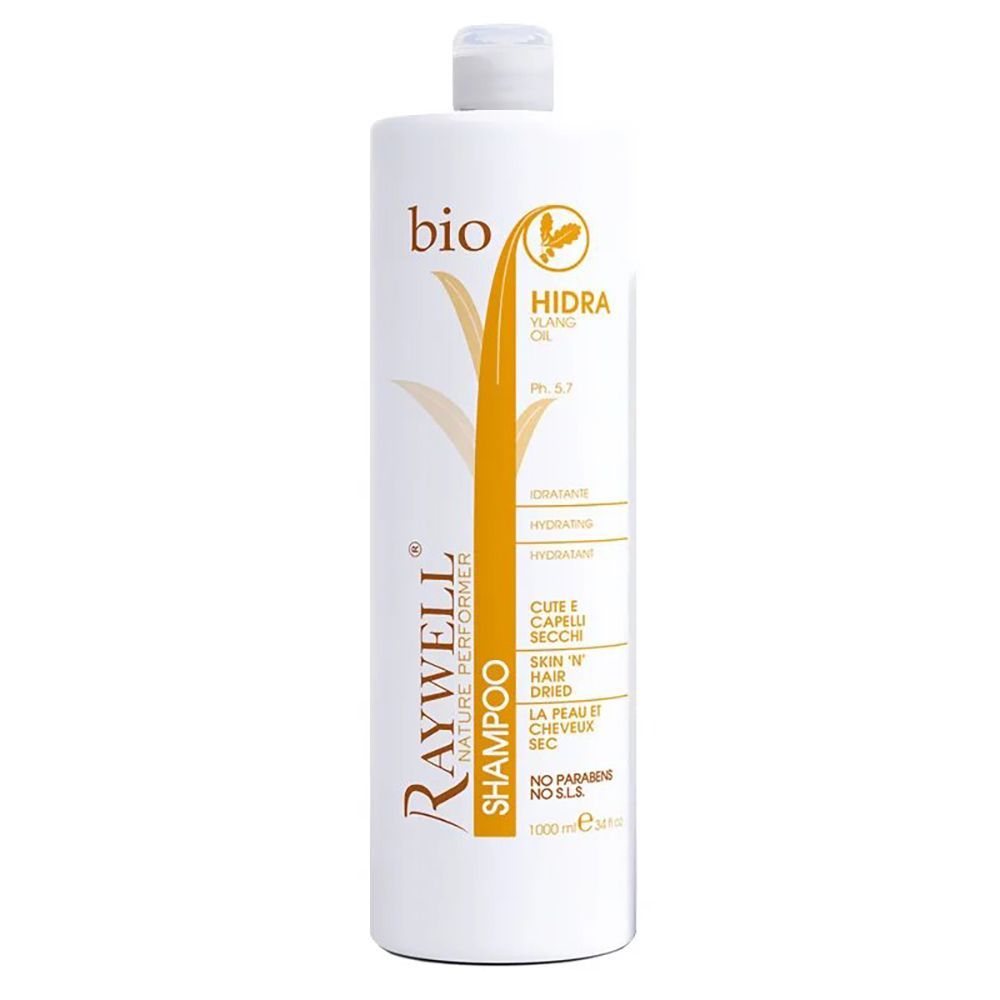 bio
HIDRA
YLANG
OIL
Ph. 5.7
IDRATANTE
HYDRATING
HYDRATANT
CUTE E
CAPELLI
SECCHI
SKIN 'N'
HAIR
DRIED
LA PEAU ET
CHEVEUX
SEC
NO PARABENS
NO S.L.S.
1000 ml e 34 fl oz
RAYWELL®
NATURE PERFORMER
SHAMPOO